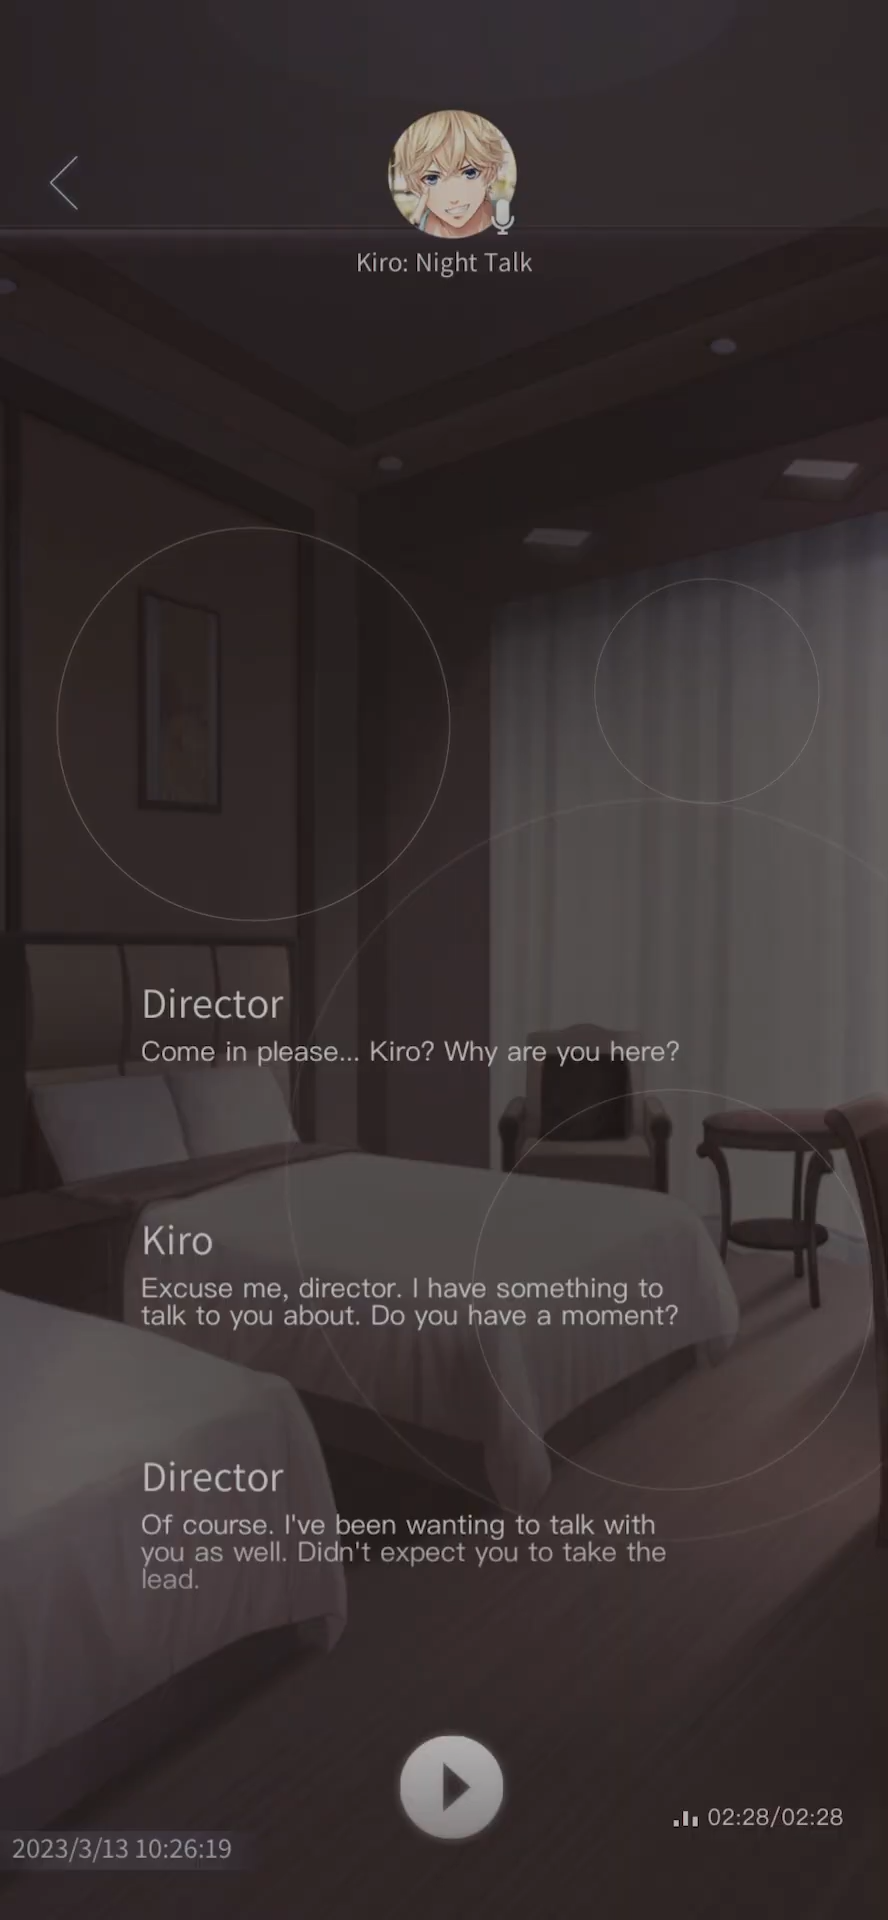 Kiro: Night Talk
Director
Come in please... Kiro? Why are you here?
Kiro
Excuse me, director. I have something to
talk to you about. Do you have a moment?
Director
Of course. I've been wanting to talk with
you as well. Didn't expect you to take the
lead.
02:28/02:28
2023/3/13 10:26:19